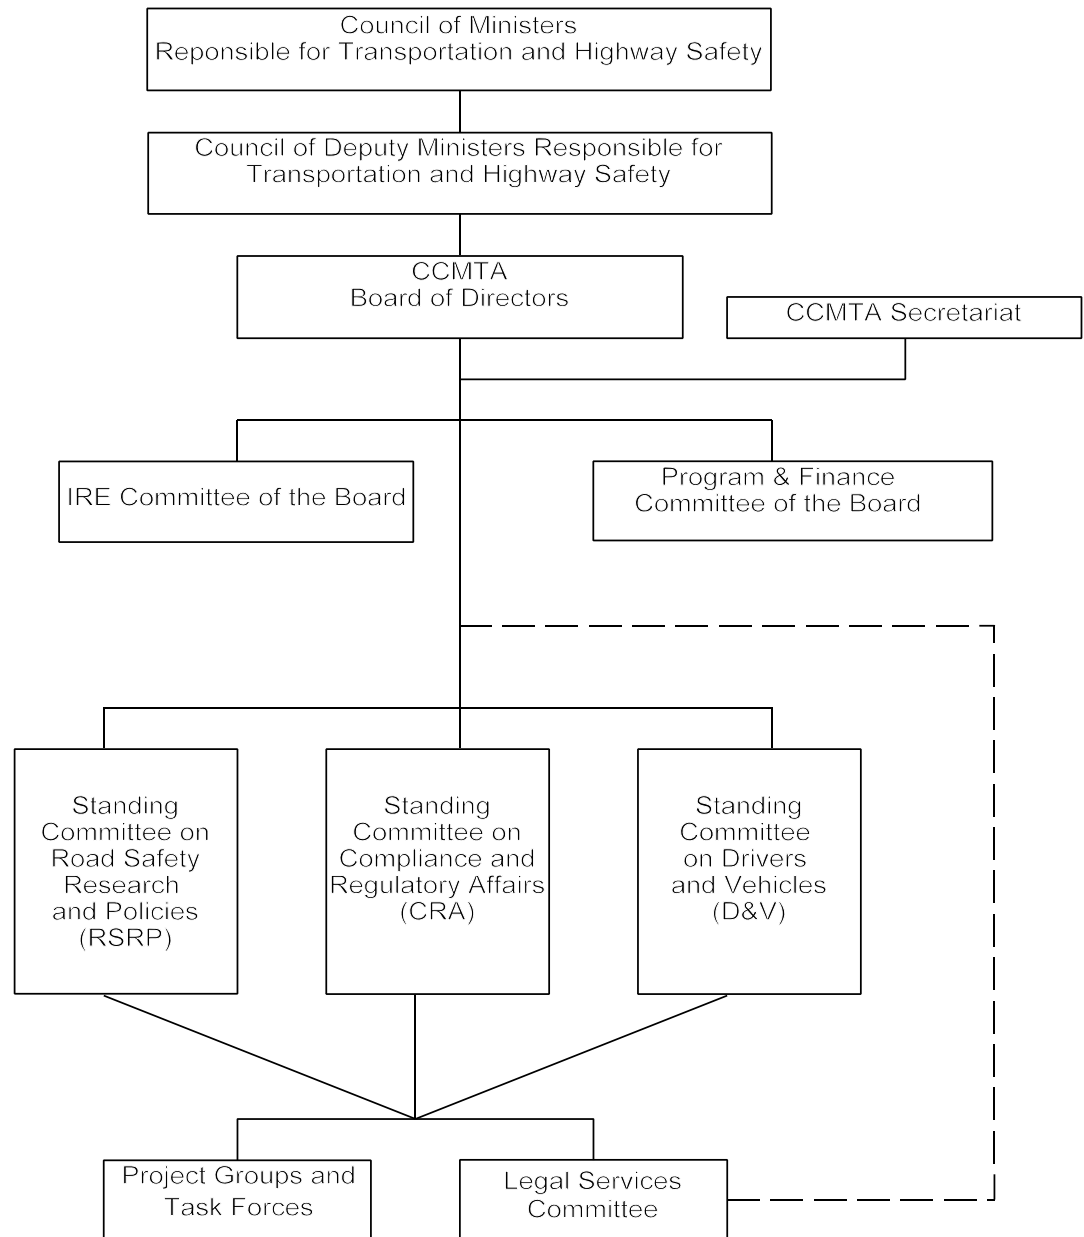 Council of Ministers
Reponsible for Transportation and Highway Safety
Council of Deputy Ministers Responsible for
Transportation and Highway Safety
CCMTA
Board of Directors
CCMTA Secretariat
IRE Committee of the Board
Program & Finance
Committee of the Board
Standing
Committee on
Road Safety
Research
and Policies
(RSRP)
Standing
Committee on
Compliance and
Regulatory Affairs
(CRA)
Standing
Committee
on Drivers
and Vehicles
(D&V)
Project Groups and
Task Forces
Legal Services
Committee